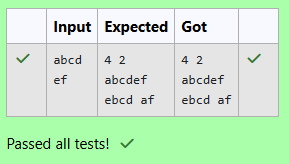 Input Expected Got
abcd 4 2 4 2
ef abcdef abcdef
ebcd af ebcd af
Passed all tests!